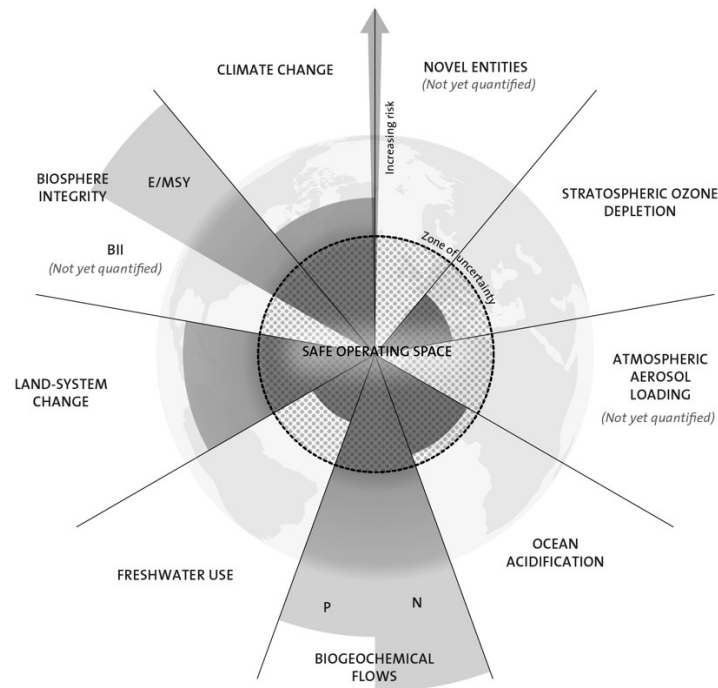 CLIMATE CHANGE
NOVEL ENTITIES
(Not yet quantified)
Increasing risk
BIOSPHERE
INTEGRITY
E/MSY
STRATOSPHERIC OZONE
DEPLETION
BII
(Not yet quantified)
Zone of uncertainty
SAFE OPERATING SPACE
LAND-SYSTEM
CHANGE
ATMOSPHERIC
AEROSOL
LOADING
(Not yet quantified)
FRESHWATER USE
OCEAN
ACIDIFICATION
P
N
BIOGEOCHEMICAL
FLOWS